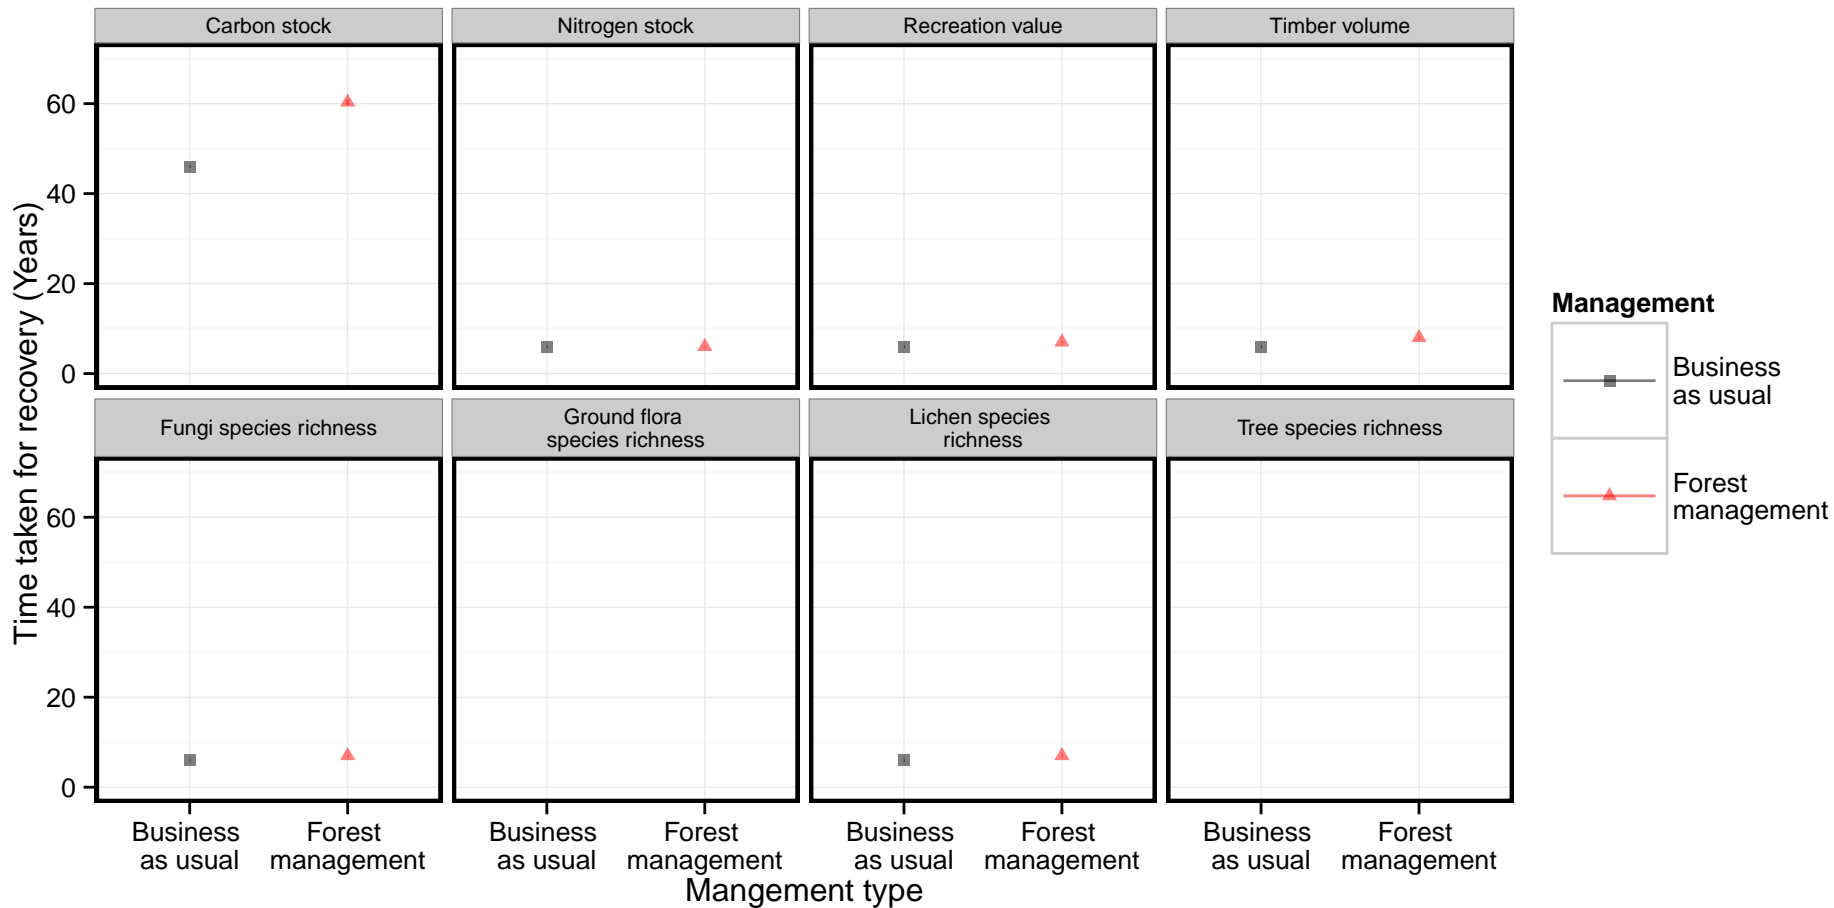 Carbon stock
Nitrogen stock
Recreation value
Timber volume
60
40
20
0
Fungi species richness
Ground flora
species richness
Lichen species
richness
Tree species richness
60
40
20
0
Time taken for recovery (Years)
Business
as usual
Forest
management
Business
as usual
Forest
management
Business
as usual
Forest
management
Business
as usual
Forest
management
Mangement type
Management
Business
as usual
Forest
management